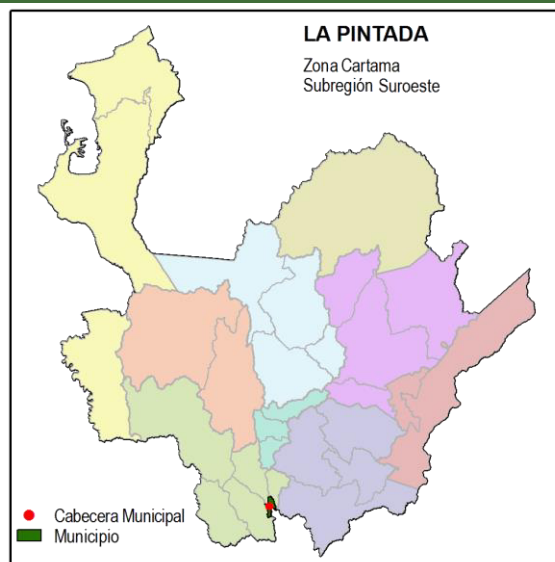 LA PINTADA
Zona Cartama
Subregión Suroeste
Cabecera Municipal
Municipio